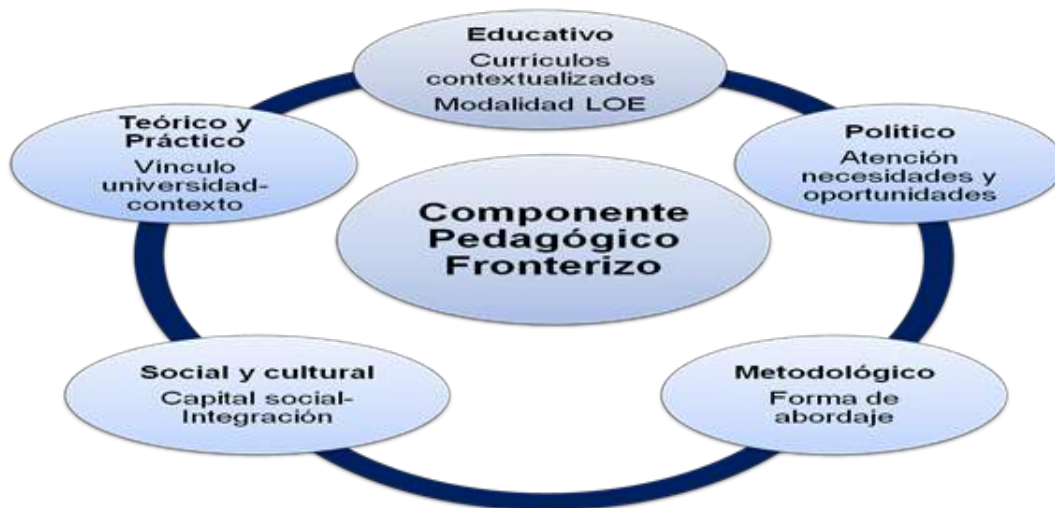 Educativo
Currículos
contextualizados
Modalidad LOE
Teórico y
Práctico
Vínculo
universidad-
contexto
Político
Atención
necesidades y
oportunidades
Componente
Pedagógico
Fronterizo
Social y cultural
Capital social-
Integración
Metodológico
Forma de
abordaje